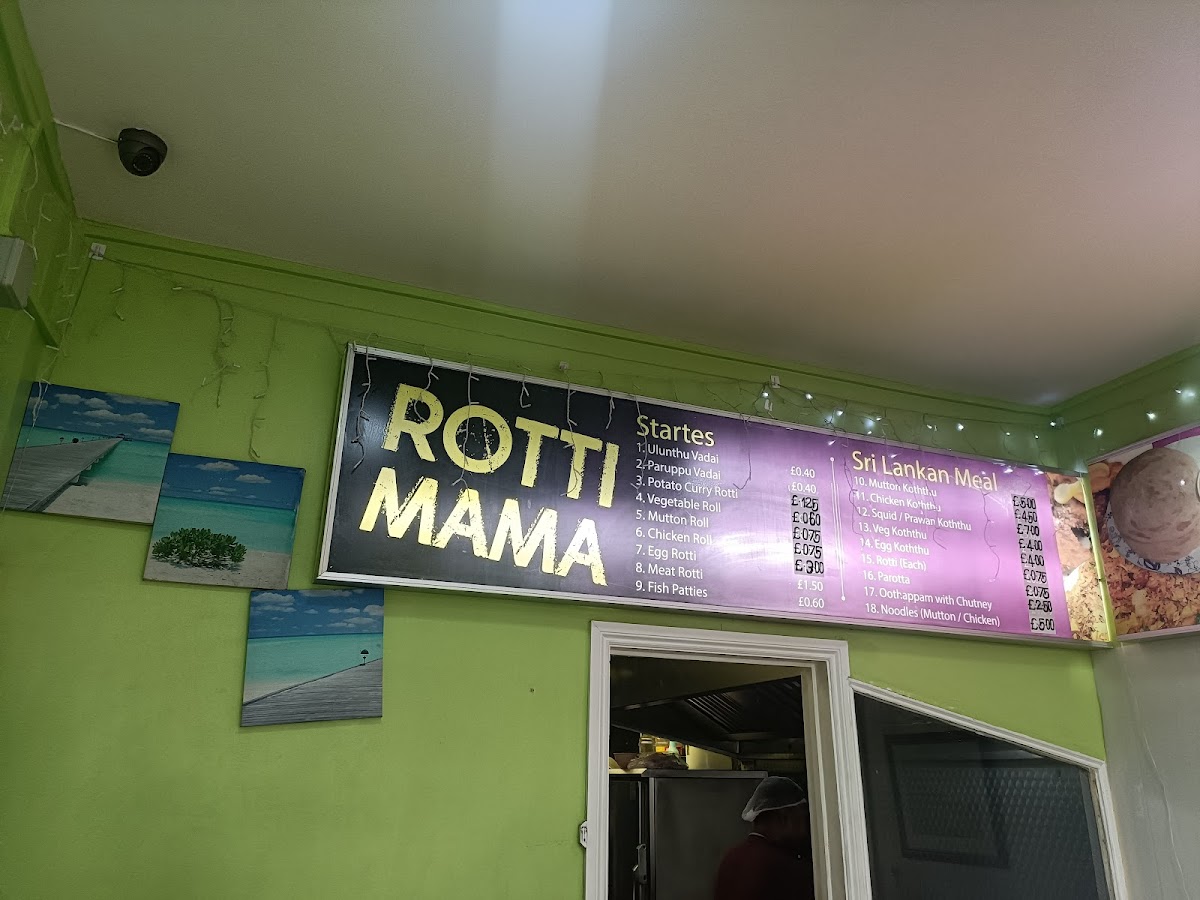 ROTTI
MAMA
Startes
1. Ulunthu Vadai £0.40
2. Paruppu Vadai £0.40
3. Potato Curry Rotti £1.25
4. Vegetable Roll £0.60
5. Mutton Roll £0.75
6. Chicken Roll £0.75
7. Egg Rotti £3.00
8. Meat Rotti £1.50
9. Fish Patties £0.60
Sri Lankan Meal
10. Mutton Koththu £5.00
11. Chicken Koththu £4.50
12. Squid / Prawan Koththu £7.00
13. Veg Koththu £4.00
14. Egg Koththu £4.00
15. Rotti (Each) £0.75
16. Parotta £0.75
17. Oothappam with Chutney £2.50
18. Noodles (Mutton / Chicken) £5.00